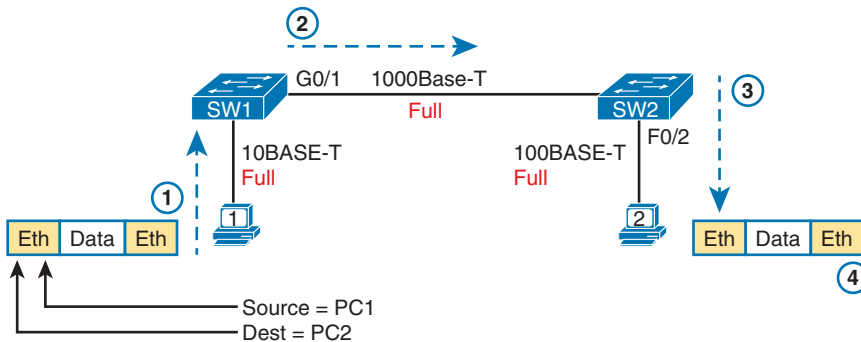 2
G0/1 1000Base-T
Full
SW1
SW2
3
F0/2
10BASE-T
Full
100BASE-T
Full
1
1
2
Eth Data Eth
Eth Data Eth
4
Source = PC1
Dest = PC2